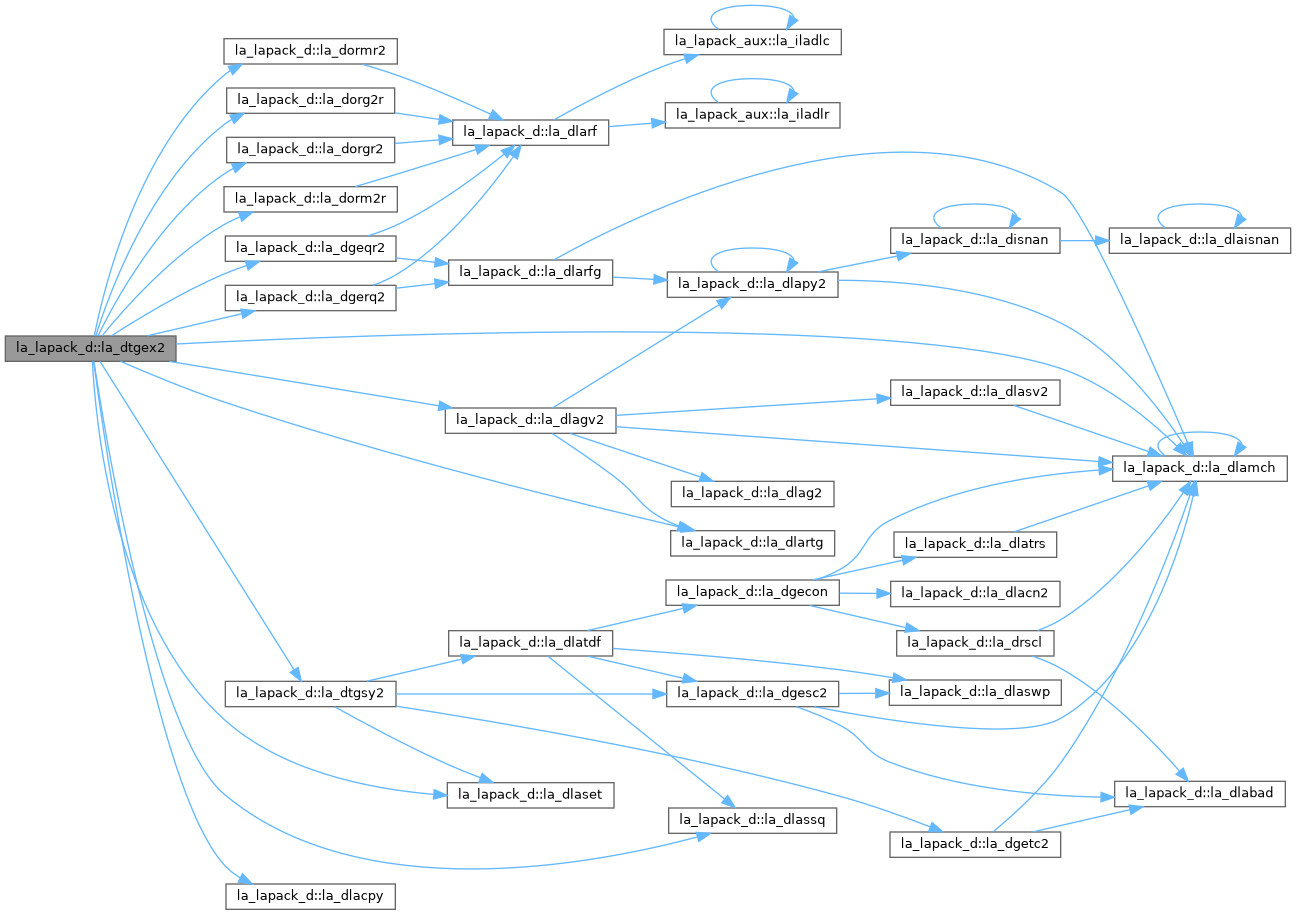 la_lapack_d::la_dtgex2
la_lapack_d::la_dormr2
la_lapack_d::la_dorg2r
la_lapack_d::la_dorgr2
la_lapack_d::la_dorm2r
la_lapack_d::la_dgeqr2
la_lapack_d::la_dgerq2
la_lapack_d::la_dtgsy2
la_lapack_d::la_dlacpy
la_lapack_d::la_dlarf
la_lapack_d::la_dlarfg
la_lapack_d::la_dlagv2
la_lapack_d::la_dlatdf
la_lapack_d::la_dlaset
la_lapack_aux::la_iladlc
la_lapack_aux::la_iladlr
la_lapack_d::la_dlapy2
la_lapack_d::la_dlag2
la_lapack_d::la_dlartg
la_lapack_d::la_dgecon
la_lapack_d::la_dgesc2
la_lapack_d::la_dlassq
la_lapack_d::la_disnan
la_lapack_d::la_dlasv2
la_lapack_d::la_dlatrs
la_lapack_d::la_dlacn2
la_lapack_d::la_drscl
la_lapack_d::la_dlaswp
la_lapack_d::la_dgetc2
la_lapack_d::la_dlaisnan
la_lapack_d::la_dlamch
la_lapack_d::la_dlabad